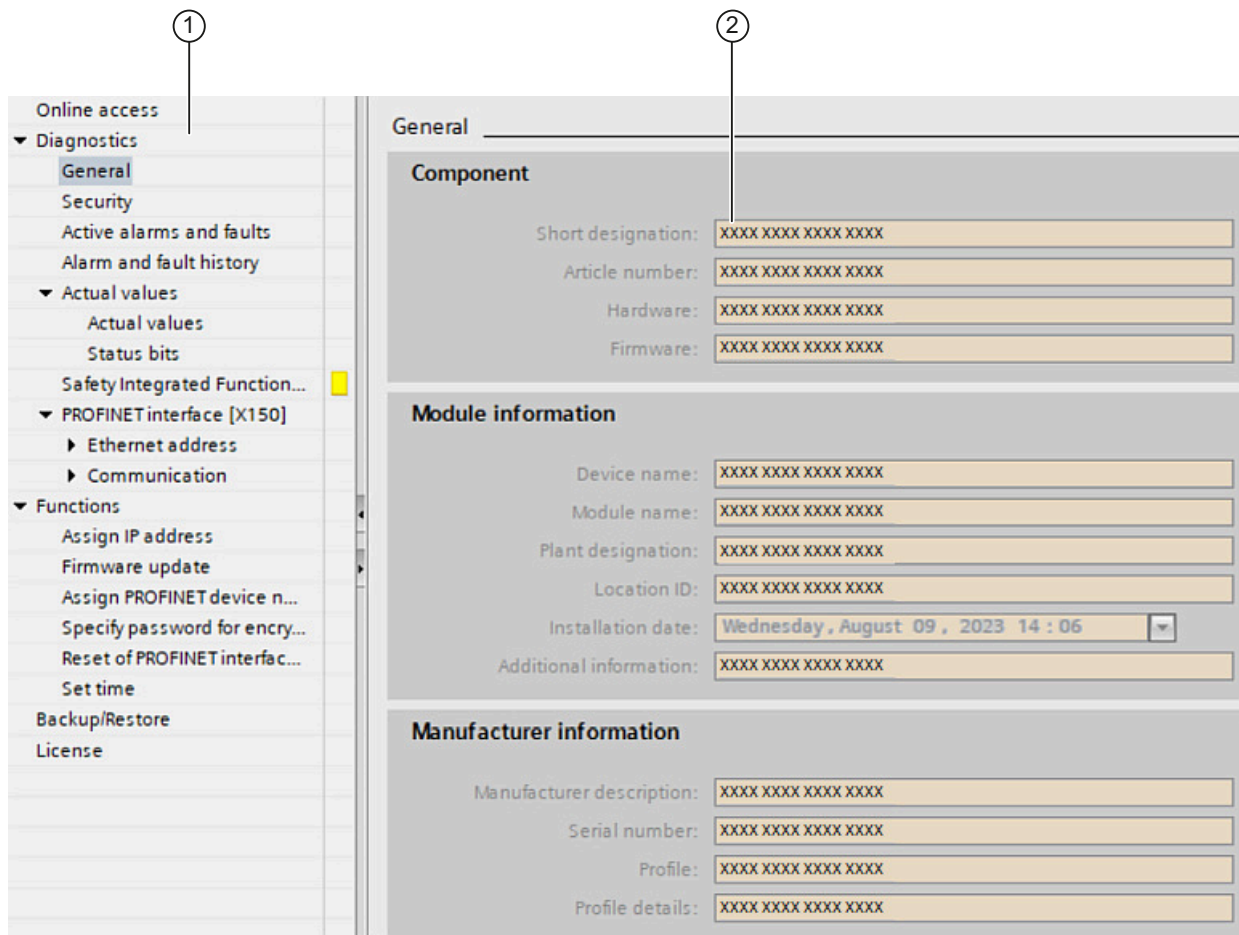 1
2
Online access
Diagnostics
General
Security
Active alarms and faults
Alarm and fault history
Actual values
Actual values
Status bits
Safety Integrated Function...
PROFINET interface [X150]
Ethernet address
Communication
Functions
Assign IP address
Firmware update
Assign PROFINET device n...
Specify password for encry...
Reset of PROFINET interfac...
Set time
Backup/Restore
License
General
Component
Short designation: XXXX XXXX XXXX XXXX
Article number: XXXX XXXX XXXX XXXX
Hardware: XXXX XXXX XXXX XXXX
Firmware: XXXX XXXX XXXX XXXX
Module information
Device name: XXXX XXXX XXXX XXXX
Module name: XXXX XXXX XXXX XXXX
Plant designation: XXXX XXXX XXXX XXXX
Location ID: XXXX XXXX XXXX XXXX
Installation date: Wednesday, August 09, 2023 14:06
Additional information: XXXX XXXX XXXX XXXX
Manufacturer information
Manufacturer description: XXXX XXXX XXXX XXXX
Serial number: XXXX XXXX XXXX XXXX
Profile: XXXX XXXX XXXX XXXX
Profile details: XXXX XXXX XXXX XXXX